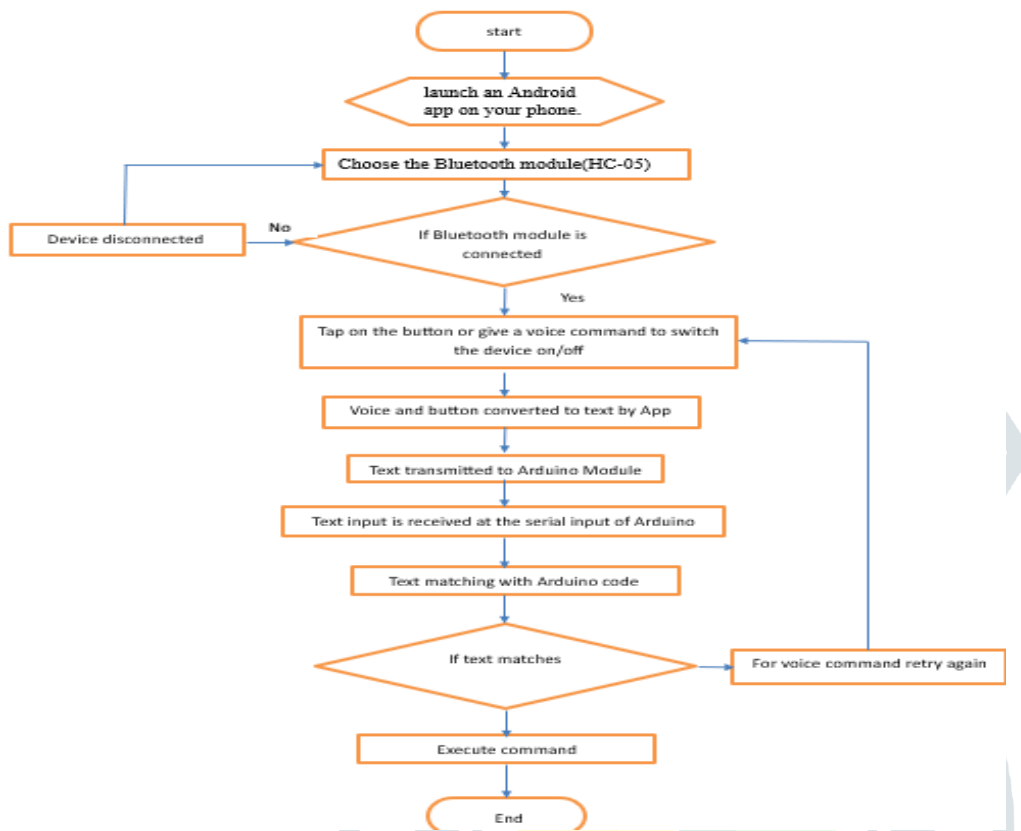 start
launch an Android
app on your phone.
Choose the Bluetooth module(HC-05)
Device disconnected
No
If Bluetooth module is
connected
Yes
Tap on the button or give a voice command to switch
the device on/off
Voice and button converted to text by App
Text transmitted to Arduino Module
Text input is received at the serial input of Arduino
Text matching with Arduino code
If text matches
For voice command retry again
Execute command
End